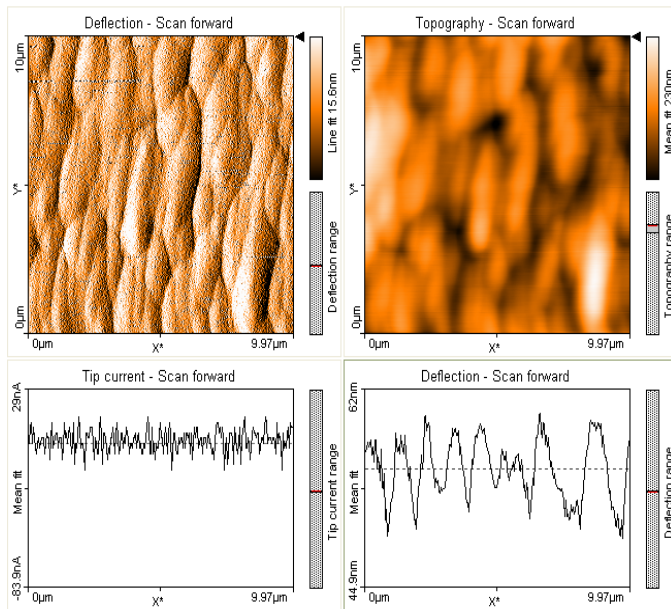 Deflection - Scan forward
10µm
Y*
0µm
0µm
X*
9.97µm
Line fit 15.6nm
Deflection range
Topography - Scan forward
10µm
Y*
0µm
0µm
X*
9.97µm
Mean fit 230nm
Topography range
Tip current - Scan forward
29nA
Mean fit
-83.9nA
0µm
X*
9.97µm
Tip current range
Deflection - Scan forward
62nm
Mean fit
44.9nm
0µm
X*
9.97µm
Deflection range